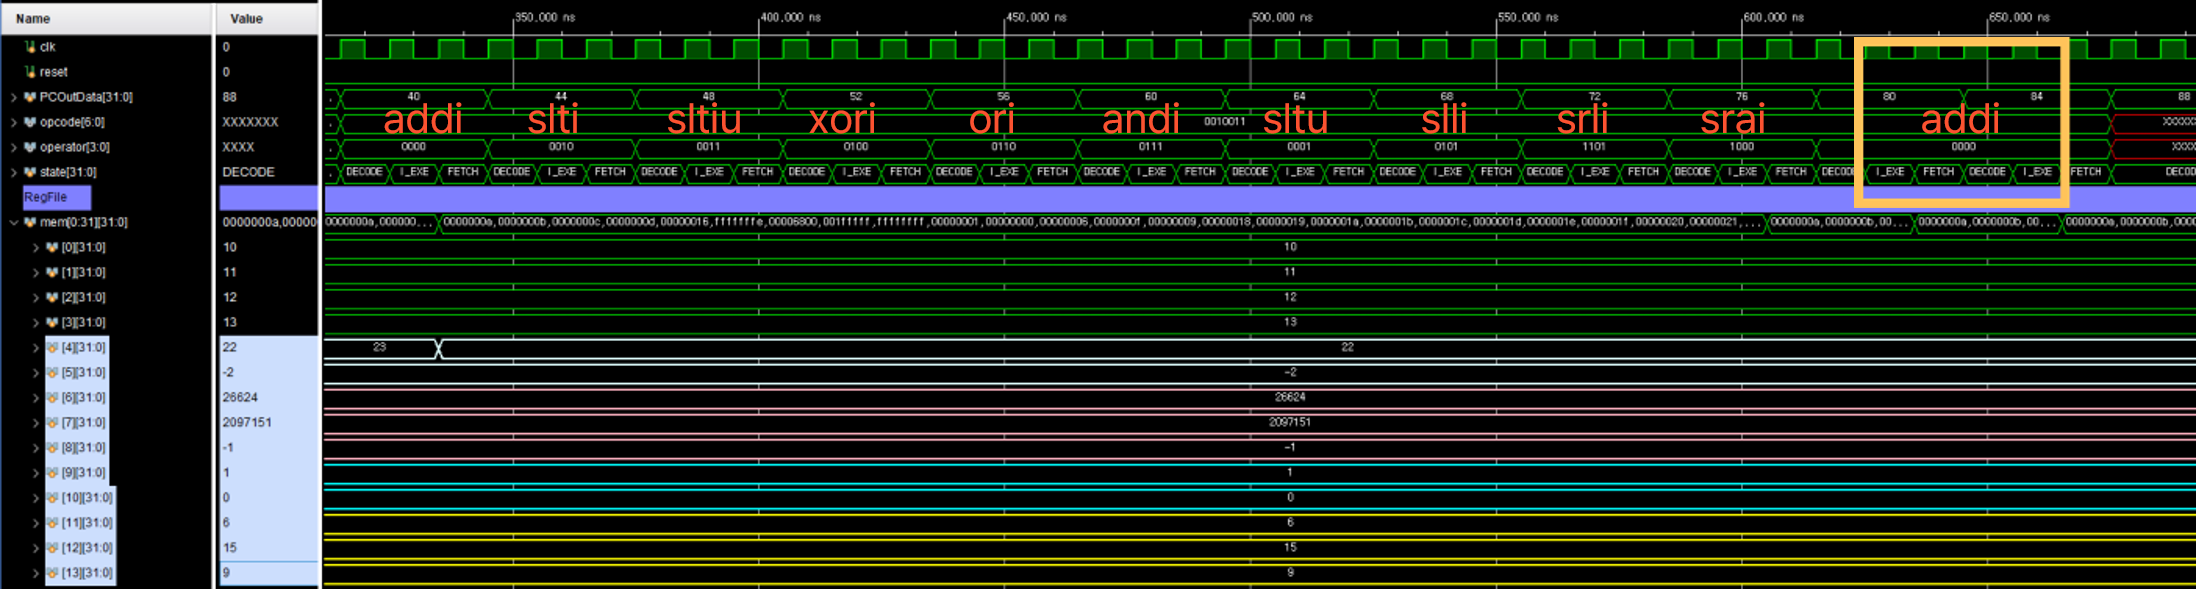 Name Value 350.000 ns 400.000 ns 450.000 ns 500.000 ns 550.000 ns 600.000 ns 650.000 ns
clk 0
reset 0
PCOutData[31:0] 88 40 44 48 52 56 60 64 68 72 76 80 84 88
addi slti sltiu xori ori andi sltu slli srli srai addi
opcode[6:0] XXXXXXX 0010011 XXXXX
operator[3:0] XXXX 0000 0010 0011 0100 0110 0111 0001 0101 1101 1000 0000 XXXX
state[31:0] DECODE DECODE I_EXE FETCH DECODE I_EXE FETCH DECODE I_EXE FETCH DECODE I_EXE FETCH DECODE I_EXE FETCH DECODE I_EXE FETCH DECODE I_EXE FETCH DECODE I_EXE FETCH DECODE I_EXE FETCH DECODE I_EXE FETCH DECODE I_EXE FETCH DECODE I_EXE FETCH DECO
RegFile
mem[0:31][31:0] 0000000a,00000 0000000a,000000... 0000000a,0000000b,0000000c,0000000d,00000016,fffffffe,00006800,001fffff,ffffffff,00000001,00000000,00000006,0000000f,00000009,00000018,00000019,0000001a,0000001b,0000001c,0000001d,0000001e,0000001f,00000020,00000021,... 0000000a,0000000b,00... 0000000a,0000000b,00... 0000000a,0000000b,0000
[0][31:0] 10 10
[1][31:0] 11 11
[2][31:0] 12 12
[3][31:0] 13 13
[4][31:0] 22 23 22
[5][31:0] -2 -2
[6][31:0] 26624 26624
[7][31:0] 2097151 2097151
[8][31:0] -1 -1
[9][31:0] 1 1
[10][31:0] 0 0
[11][31:0] 6 6
[12][31:0] 15 15
[13][31:0] 9 9